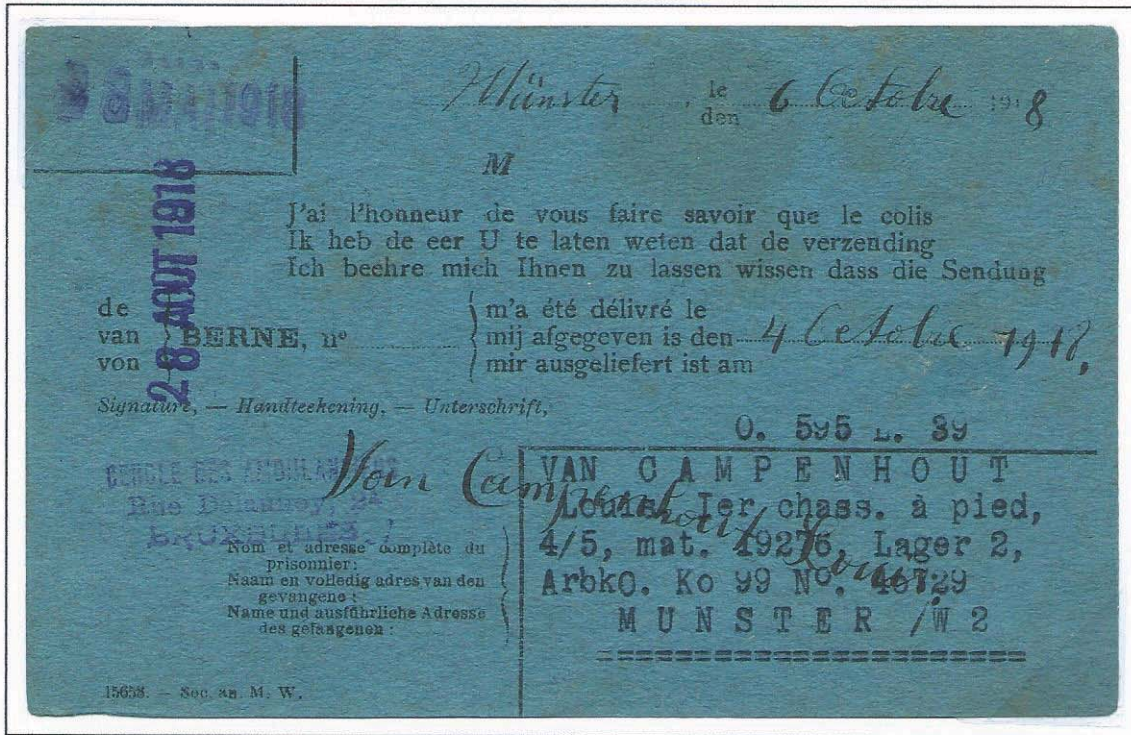 28 AOUT 1918
Münster, le 6 Octobre 1918
den
M
J'ai l'honneur de vous faire savoir que le colis
Ik heb de eer U te laten weten dat de verzending
Ich beehre mich Ihnen zu lassen wissen dass die Sendung
de
van BERNE, nº
von
m'a été délivré le
mij afgegeven is den 4 Octobre 1918.
mir ausgeliefert ist am
Signature, — Handteekening, — Unterschrift,
Van Campenhout Louis.
CERCLE DES
Rue
BRUXELLES.
Nom et adresse complète du
prisonnier :
Naam en volledig adres van den
gevangene :
Name und ausführliche Adresse
des gefangenen :
O. 595 L. 39
VAN CAMPENHOUT
Louis, Ier chass. à pied,
4/5, mat. 19276, Lager 2,
Arbko. Ko 99 Nº.
MUNSTER /W 2
15658. — Soc. an. M. W.